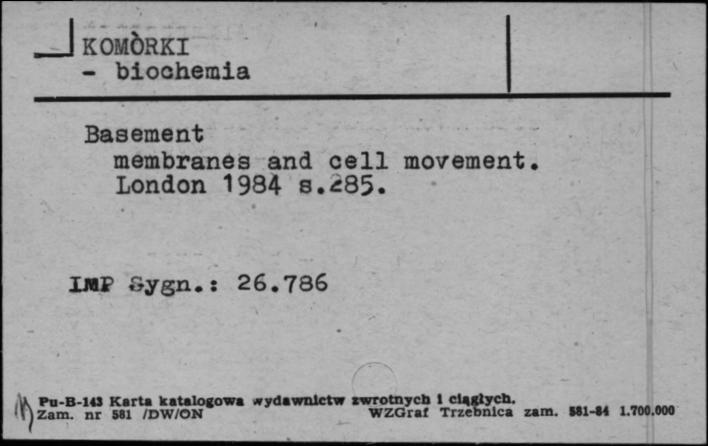 KOMÒRKI
- biochemia
Basement
membranes and cell movement.
London 1984 s.285.
IMP Sygn.: 26.786
Pu-B-143 Karta katalogowa wydawnictw zwrotnych i ciągłych.
Zam. nr 581 /DW/ON WZGraf Trzebnica zam. 581-84 1.700.000